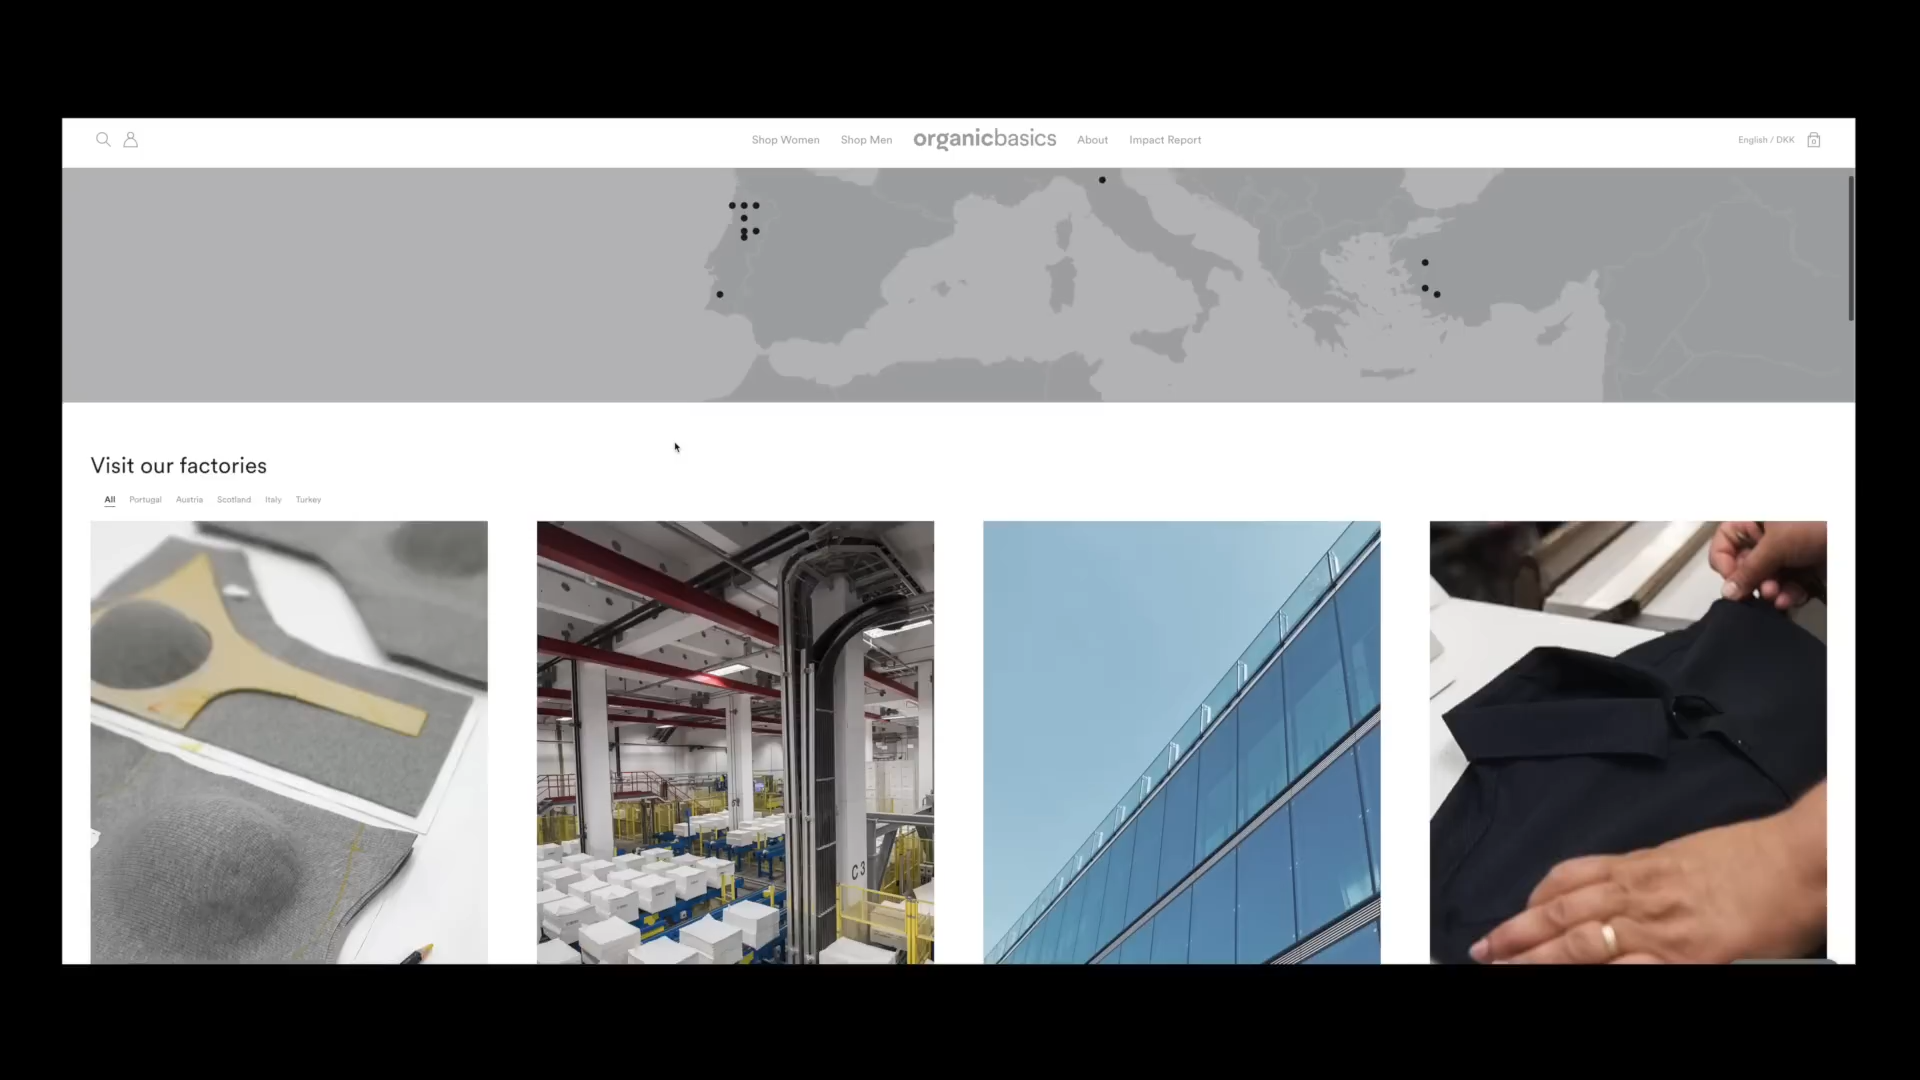 Shop Women Shop Men organicbasics About Impact Report English / DKK 0
Visit our factories
All Portugal Austria Scotland Italy Turkey
C3